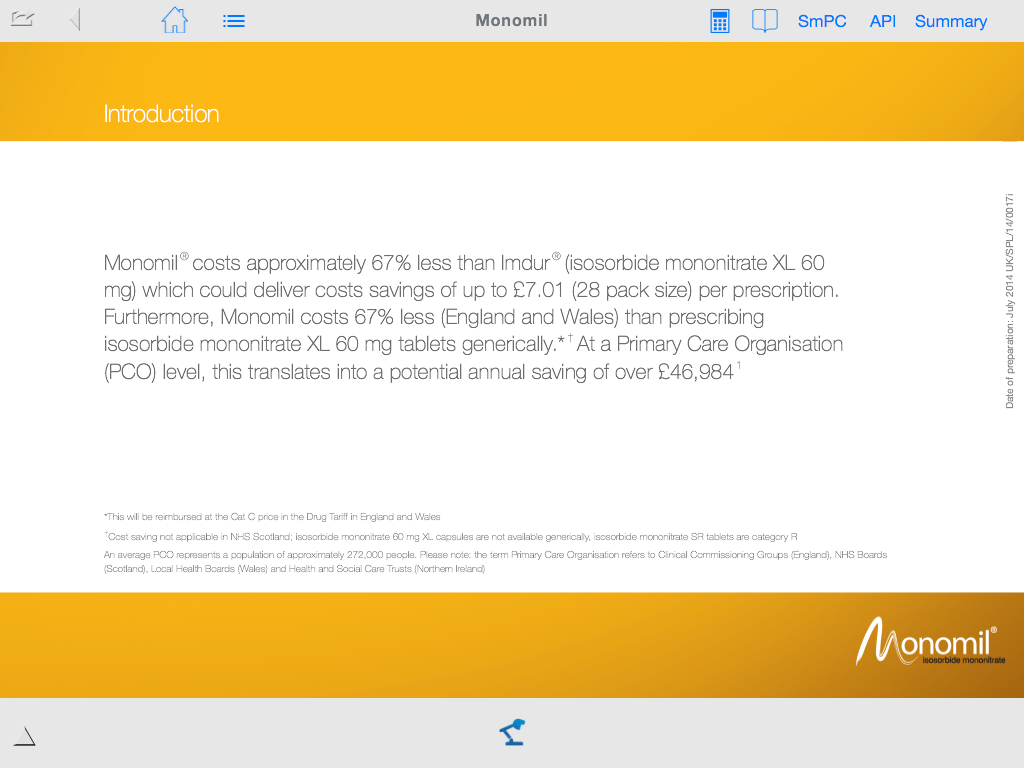 Monomil
SmPC API Summary
Introduction
Monomil® costs approximately 67% less than Imdur® (isosorbide mononitrate XL 60
mg) which could deliver costs savings of up to £7.01 (28 pack size) per prescription.
Furthermore, Monomil costs 67% less (England and Wales) than prescribing
isosorbide mononitrate XL 60 mg tablets generically.*† At a Primary Care Organisation
(PCO) level, this translates into a potential annual saving of over £46,984¹
Date of preparation: July 2014 UK/SPL/14/0017i
*This will be reimbursed at the Cat C price in the Drug Tariff in England and Wales
†Cost saving not applicable in NHS Scotland; isosorbide mononitrate 60 mg XL capsules are not available generically, isosorbide mononitrate SR tablets are category R
An average PCO represents a population of approximately 272,000 people. Please note: the term Primary Care Organisation refers to Clinical Commissioning Groups (England), NHS Boards
(Scotland), Local Health Boards (Wales) and Health and Social Care Trusts (Northern Ireland)
Monomil®
isosorbide mononitrate